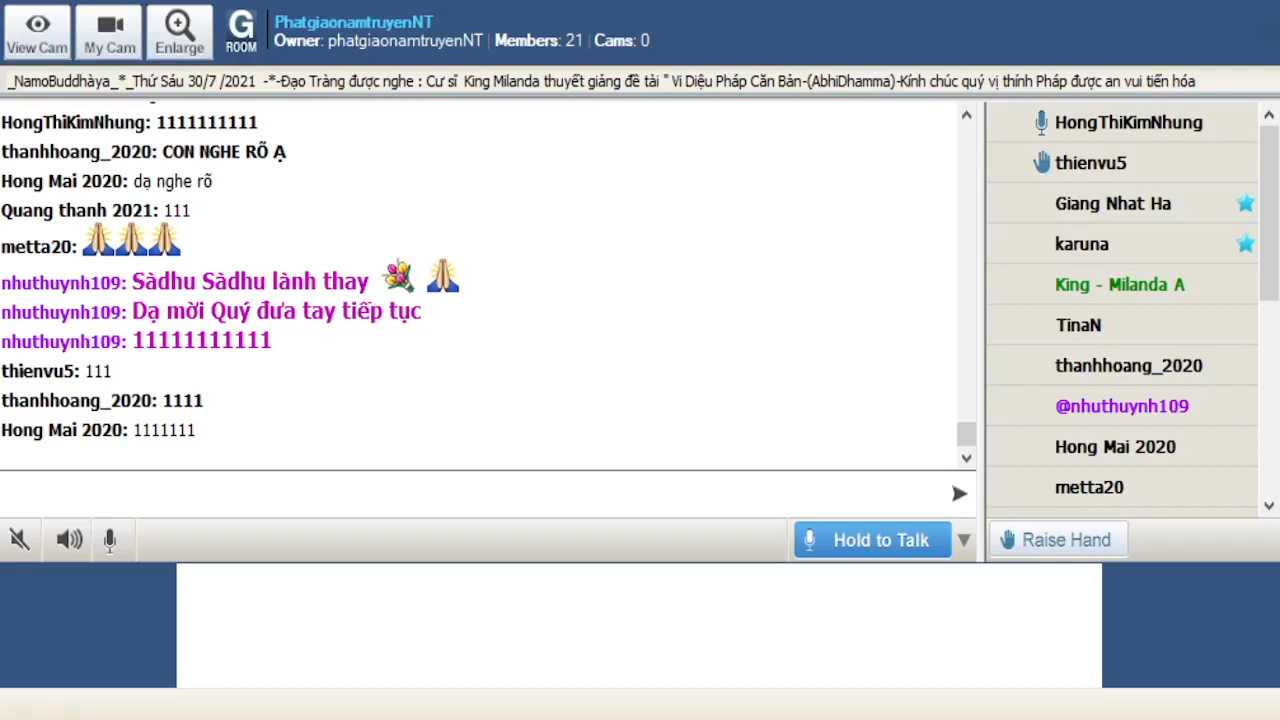 View Cam
My Cam
Enlarge
G
ROOM
PhatgiaonamtruyenNT
Owner: phatgiaonamtruyenNT | Members: 21 | Cams: 0
_NamoBuddhàya_*_Thứ Sáu 30/7 /2021 -*-Đạo Tràng được nghe : Cư sĩ King Milanda thuyết giảng đề tài " Vi Diệu Pháp Căn Bản-(AbhiDhamma)-Kính chúc quý vị thính Pháp được an vui tiến hóa
HongThiKimNhung: 1111111111
thanhhoang_2020: CON NGHE RÕ Ạ
Hong Mai 2020: dạ nghe rõ
Quang thanh 2021: 111
metta20:
nhuthuynh109: Sàdhu Sàdhu lành thay
nhuthuynh109: Dạ mời Quý đưa tay tiếp tục
nhuthuynh109: 11111111111
thienvu5: 111
thanhhoang_2020: 1111
Hong Mai 2020: 1111111
HongThiKimNhung
thienvu5
Giang Nhat Ha
karuna
King - Milanda A
TinaN
thanhhoang_2020
@nhuthuynh109
Hong Mai 2020
metta20
Hold to Talk
Raise Hand